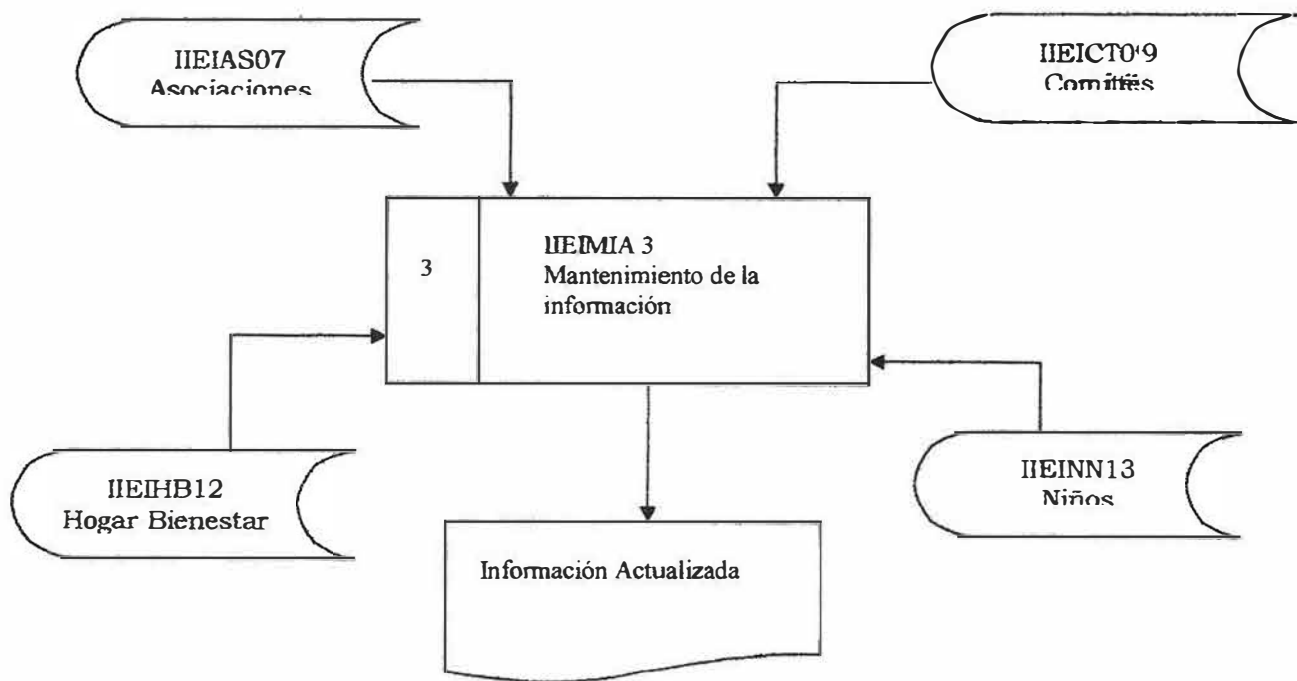 IIEIAS07
Asociaciones
IIEICT09
Comités
3
IIEIMIA 3
Mantenimiento de la
información
IIEIHB12
Hogar Bienestar
IIEINN13
Niños
Información Actualizada